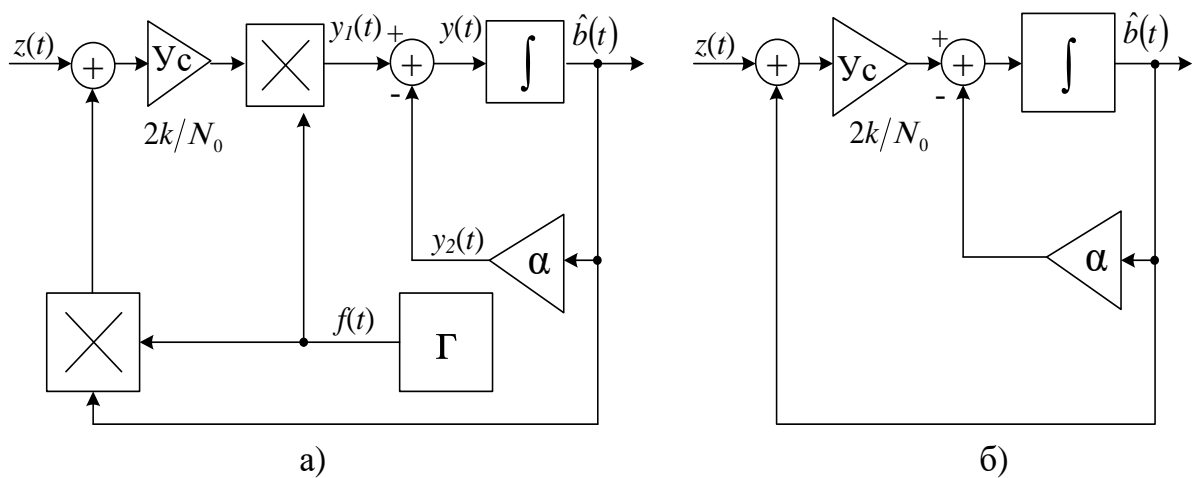 z(t)
+
Ус
2k/N₀
y₁(t)
+
+
-
y(t)
∫
b̂(t)
y₂(t)
α
f(t)
Г
а)
z(t)
+
Ус
2k/N₀
+
+
-
∫
b̂(t)
α
б)